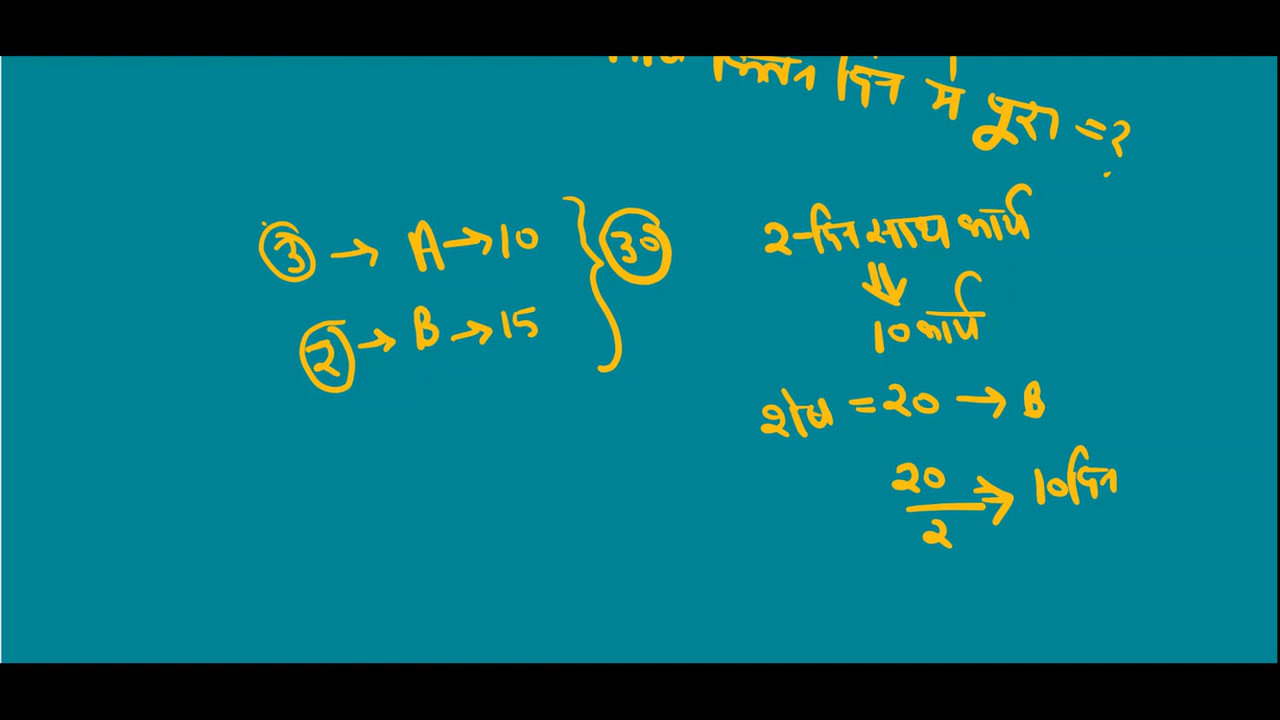 कितने दिन में पूरा = ?
3 → A → 10 } 30
2 → B → 15
2-दिन साथ कार्य
⇓
10 कार्य
शेष = 20 → B
20/2 → 10 दिन